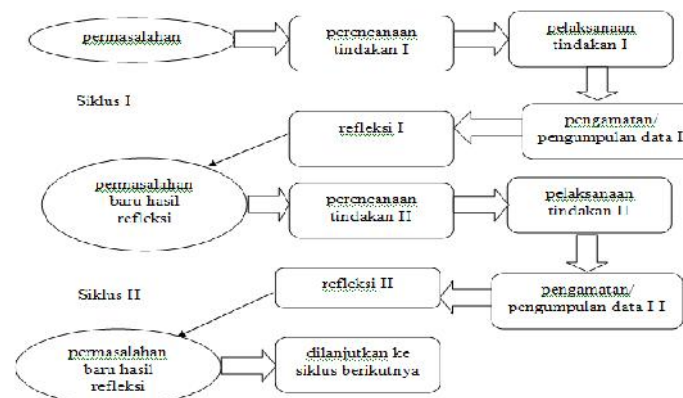 permasalahan
perencanaan
tindakan I
pelaksanaan
tindakan I
Siklus I
refleksi I
pengamatan/
pengumpulan data I
permasalahan
baru hasil
refleksi
perencanaan
tindakan II
pelaksanaan
tindakan II
Siklus II
refleksi II
pengamatan/
pengumpulan data I I
permasalahan
baru hasil
refleksi
dilanjutkan ke
siklus berikutnya